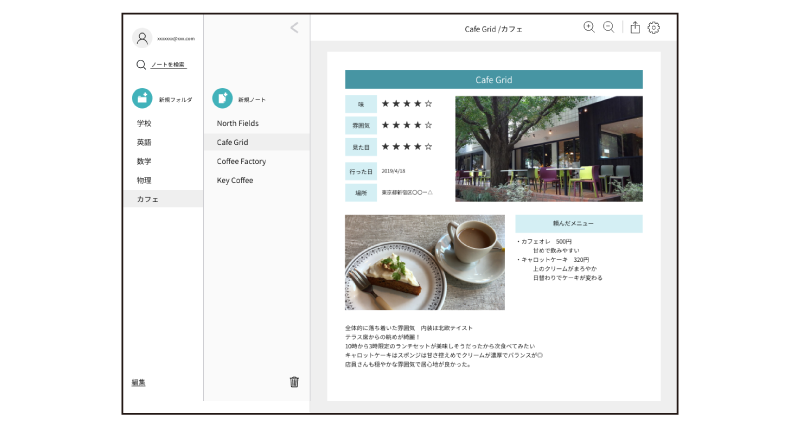 xxxxxx@xxx.com
ノートを検索
新規フォルダ
学校
英語
数学
物理
カフェ
編集
新規ノート
North Fields
Cafe Grid
Coffee Factory
Key Coffee
Cafe Grid /カフェ
Cafe Grid
味 ★★★★☆
雰囲気 ★★★★☆
見た目 ★★★★☆
行った日 2019/4/18
場所 東京都新宿区〇〇ー△
頼んだメニュー
・カフェオレ 500円
甘めで飲みやすい
・キャロットケーキ 320円
上のクリームがまろやか
日替わりでケーキが変わる
全体的に落ち着いた雰囲気 内装は北欧テイスト
テラス席からの眺めが綺麗！
10時から3時限定のランチセットが美味しそうだったから次食べてみたい
キャロットケーキはスポンジは甘さ控えめでクリームが濃厚でバランスが◎
店員さんも穏やかな雰囲気で居心地が良かった。